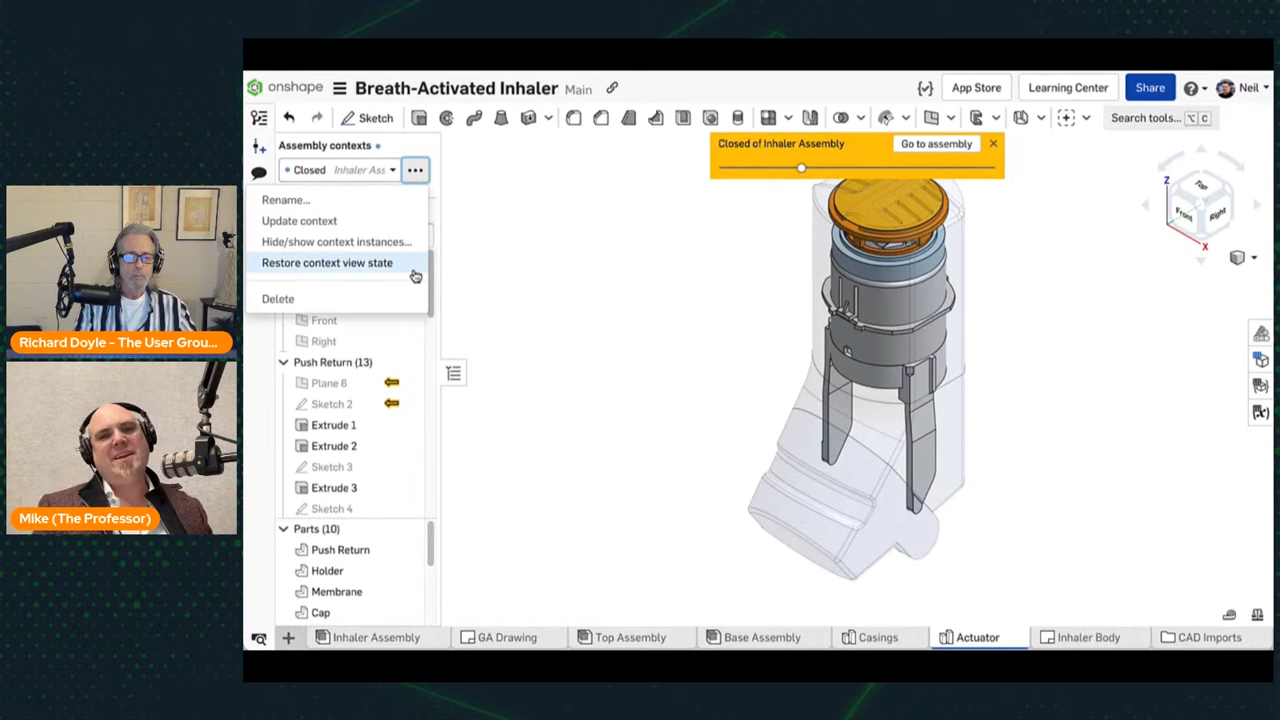 onshape
Breath-Activated Inhaler
Main
App Store
Learning Center
Share
Neil
Sketch
Search tools...
⌥
C
Assembly contexts
Closed Inhaler Ass
Rename...
Update context
Hide/show context instances...
Restore context view state
Delete
Front
Right
Push Return (13)
Plane 6
Sketch 2
Extrude 1
Extrude 2
Sketch 3
Extrude 3
Sketch 4
Parts (10)
Push Return
Holder
Membrane
Cap
Closed of Inhaler Assembly
Go to assembly
Z
Top
Front
Right
X
Inhaler Assembly
GA Drawing
Top Assembly
Base Assembly
Casings
Actuator
Inhaler Body
CAD Imports
Richard Doyle - The User Grou...
Mike (The Professor)